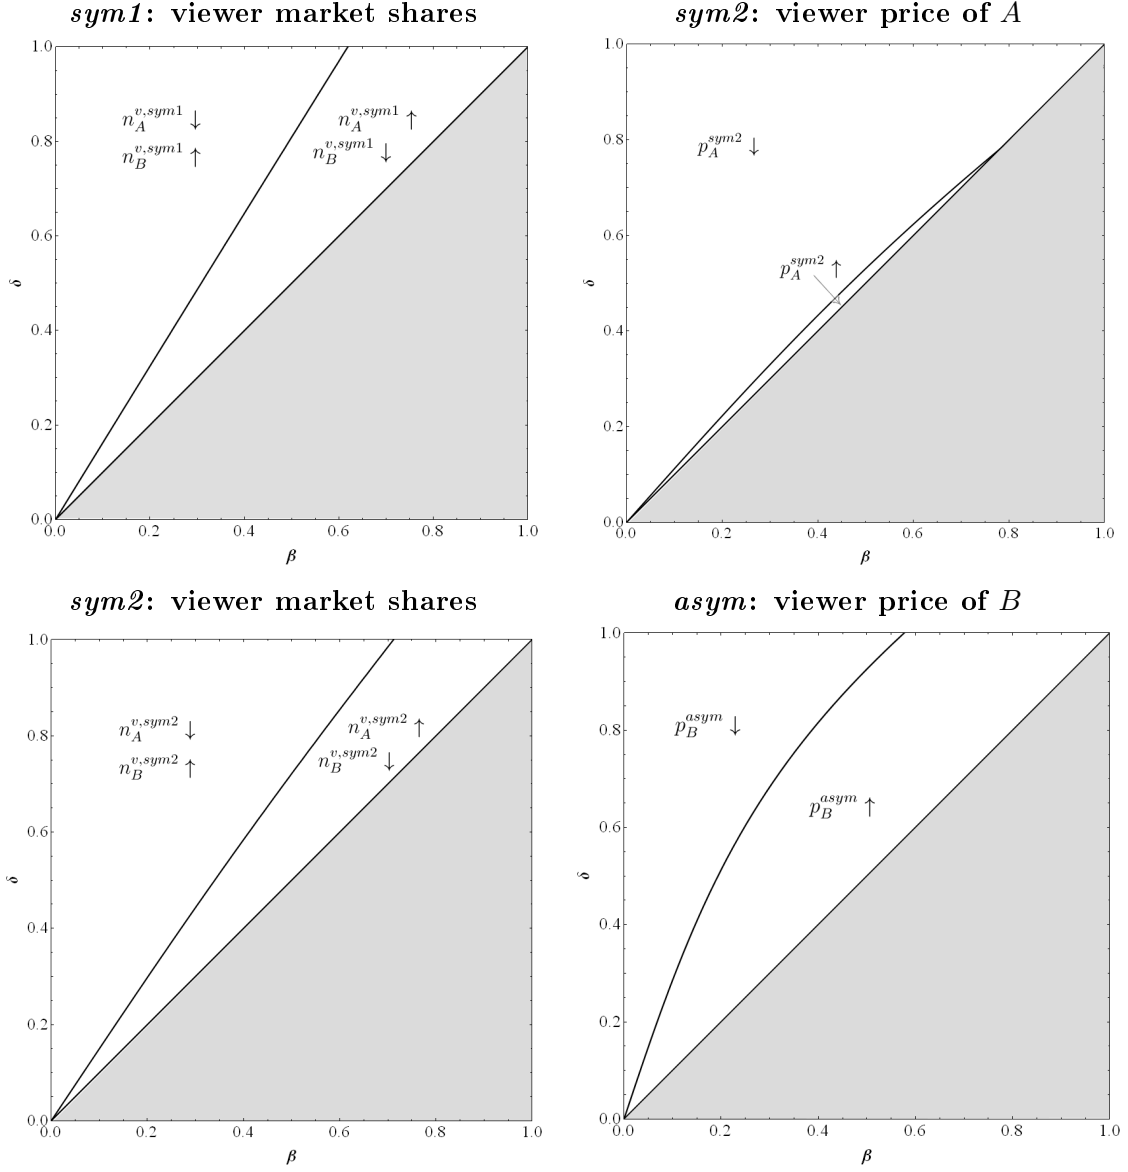 sym1: viewer market shares
1.0
0.8
0.6
0.4
0.2
0.0
δ
n_A^{v,sym1} ↓
n_B^{v,sym1} ↑
n_A^{v,sym1} ↑
n_B^{v,sym1} ↓
0.0 0.2 0.4 0.6 0.8 1.0
β
sym2: viewer price of A
1.0
0.8
0.6
0.4
0.2
0.0
δ
p_A^{sym2} ↓
p_A^{sym2} ↑
0.0 0.2 0.4 0.6 0.8 1.0
β
sym2: viewer market shares
1.0
0.8
0.6
0.4
0.2
0.0
δ
n_A^{v,sym2} ↓
n_B^{v,sym2} ↑
n_A^{v,sym2} ↑
n_B^{v,sym2} ↓
0.0 0.2 0.4 0.6 0.8 1.0
β
asym: viewer price of B
1.0
0.8
0.6
0.4
0.2
0.0
δ
p_B^{asym} ↓
p_B^{asym} ↑
0.0 0.2 0.4 0.6 0.8 1.0
β